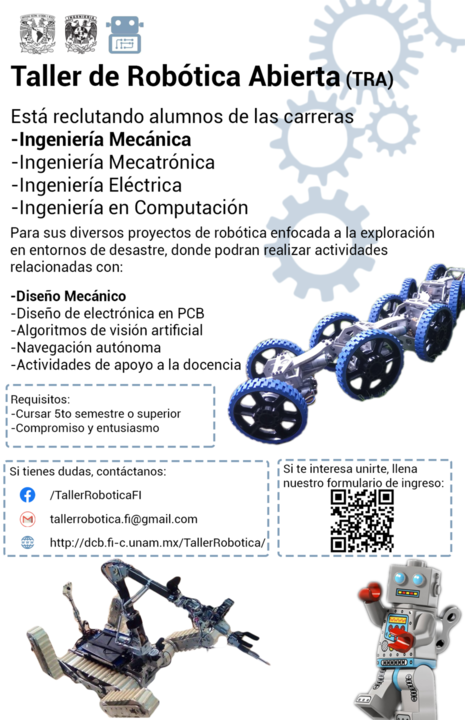 Taller de Robótica Abierta (TRA)
Está reclutando alumnos de las carreras
-Ingeniería Mecánica
-Ingeniería Mecatrónica
-Ingeniería Eléctrica
-Ingeniería en Computación
Para sus diversos proyectos de robótica enfocada a la exploración
en entornos de desastre, donde podran realizar actividades
relacionadas con:
-Diseño Mecánico
-Diseño de electrónica en PCB
-Algoritmos de visión artificial
-Navegación autónoma
-Actividades de apoyo a la docencia
Requisitos:
-Cursar 5to semestre o superior
-Compromiso y entusiasmo
Si tienes dudas, contáctanos:
/TallerRoboticaFI
tallerrobotica.fi@gmail.com
http://dcb.fi-c.unam.mx/TallerRobotica/
Si te interesa unirte, llena
nuestro formulario de ingreso: